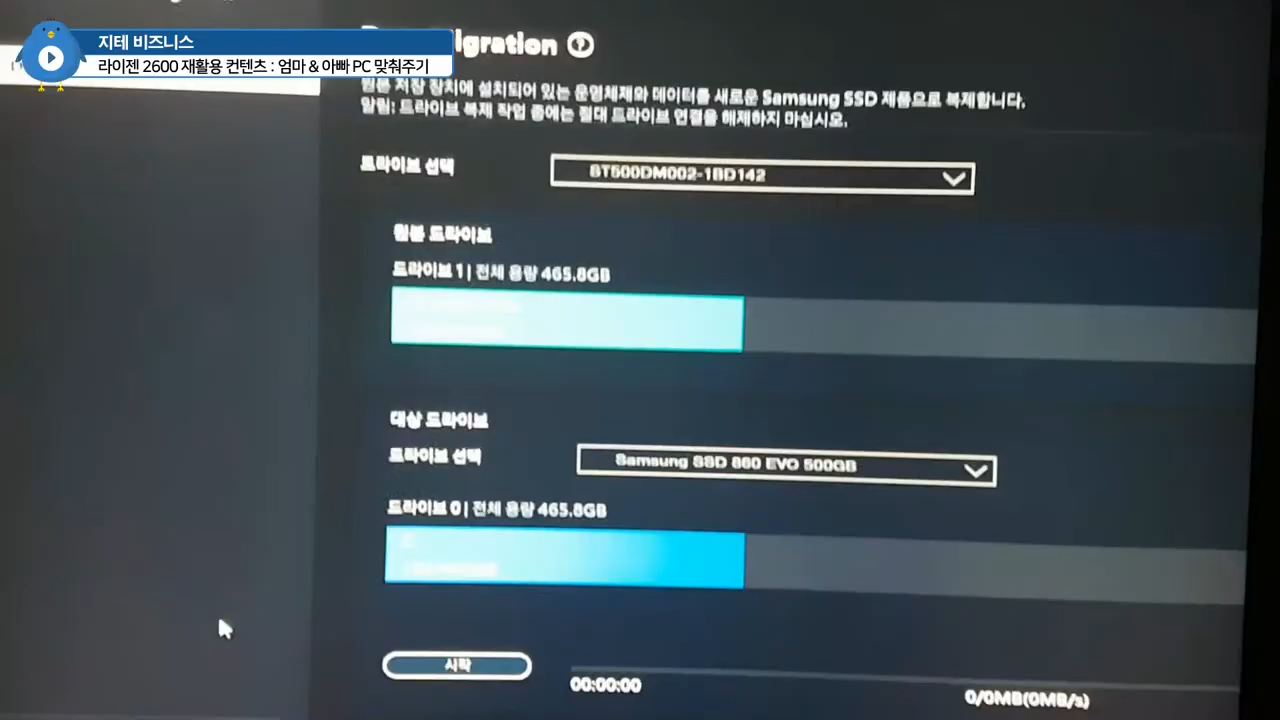 지테 비즈니스
라이젠 2600 재활용 컨텐츠 : 엄마 & 아빠 PC 맞춰주기
igration ?
원본 저장 장치에 설치되어 있는 운영체제와 데이터를 새로운 Samsung SSD 제품으로 복제합니다.
알림: 드라이브 복제 작업 중에는 절대 드라이브 연결을 해제하지 마십시오.
드라이브 선택
ST500DM002-1BD142
원본 드라이브
드라이브 1 | 전체 용량 465.8GB
대상 드라이브
드라이브 선택
Samsung SSD 860 EVO 500GB
드라이브 0 | 전체 용량 465.8GB
시작
00:00:00
0/0MB(0MB/s)